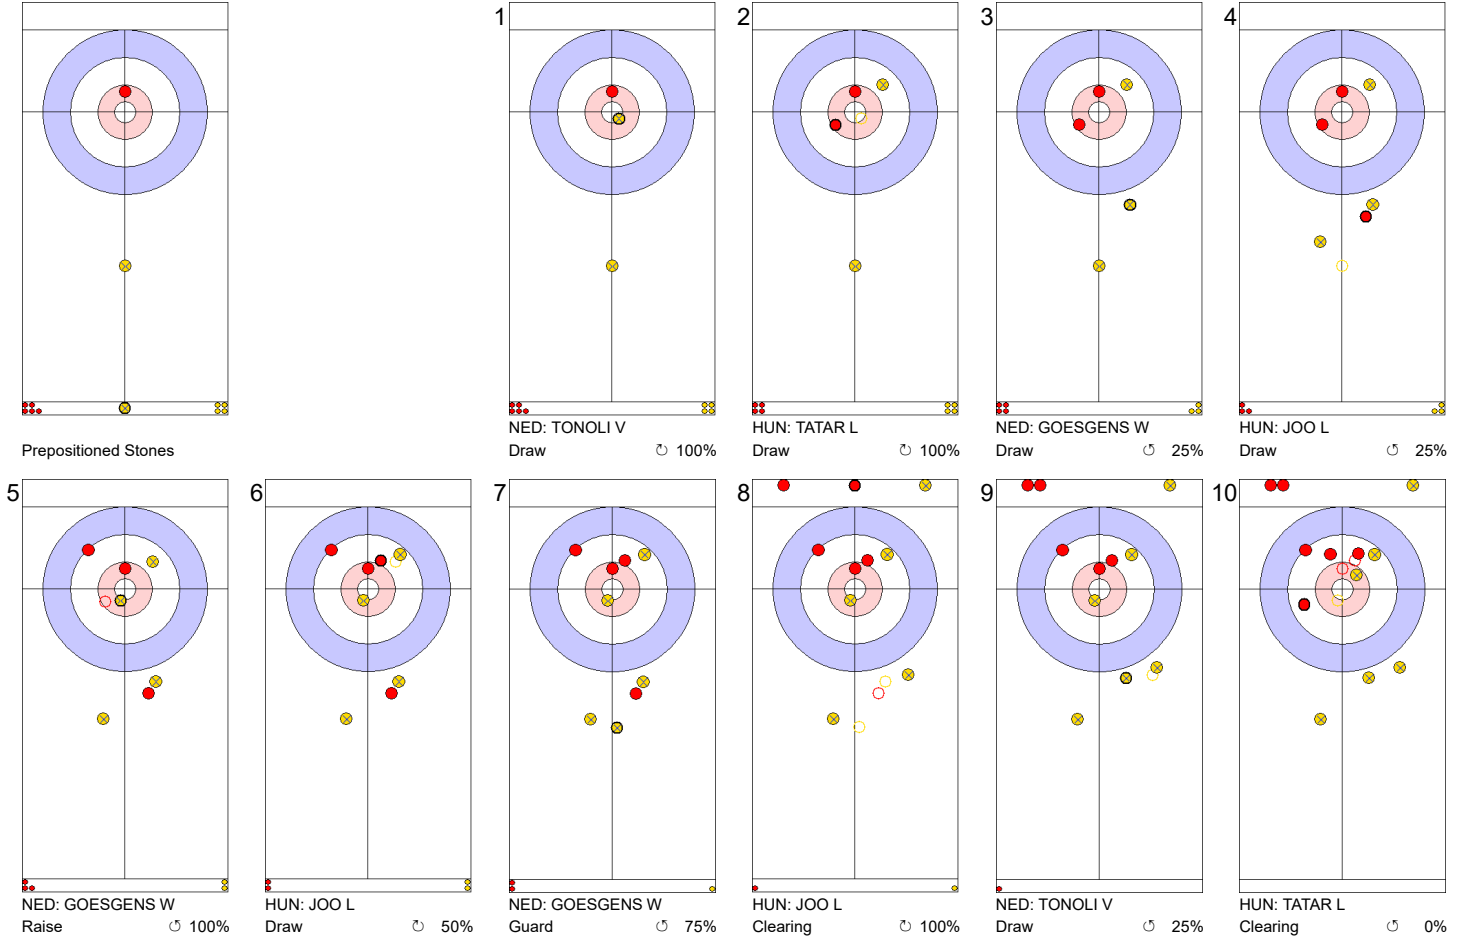 1
2
3
4
Prepositioned Stones
NED: TONOLI V
Draw ↻ 100%
HUN: TATAR L
Draw ↻ 100%
NED: GOESGENS W
Draw ↺ 25%
HUN: JOO L
Draw ↺ 25%
5
6
7
8
9
10
NED: GOESGENS W
Raise ↺ 100%
HUN: JOO L
Draw ↻ 50%
NED: GOESGENS W
Guard ↺ 75%
HUN: JOO L
Clearing ↺ 100%
NED: TONOLI V
Draw ↺ 25%
HUN: TATAR L
Clearing ↺ 0%